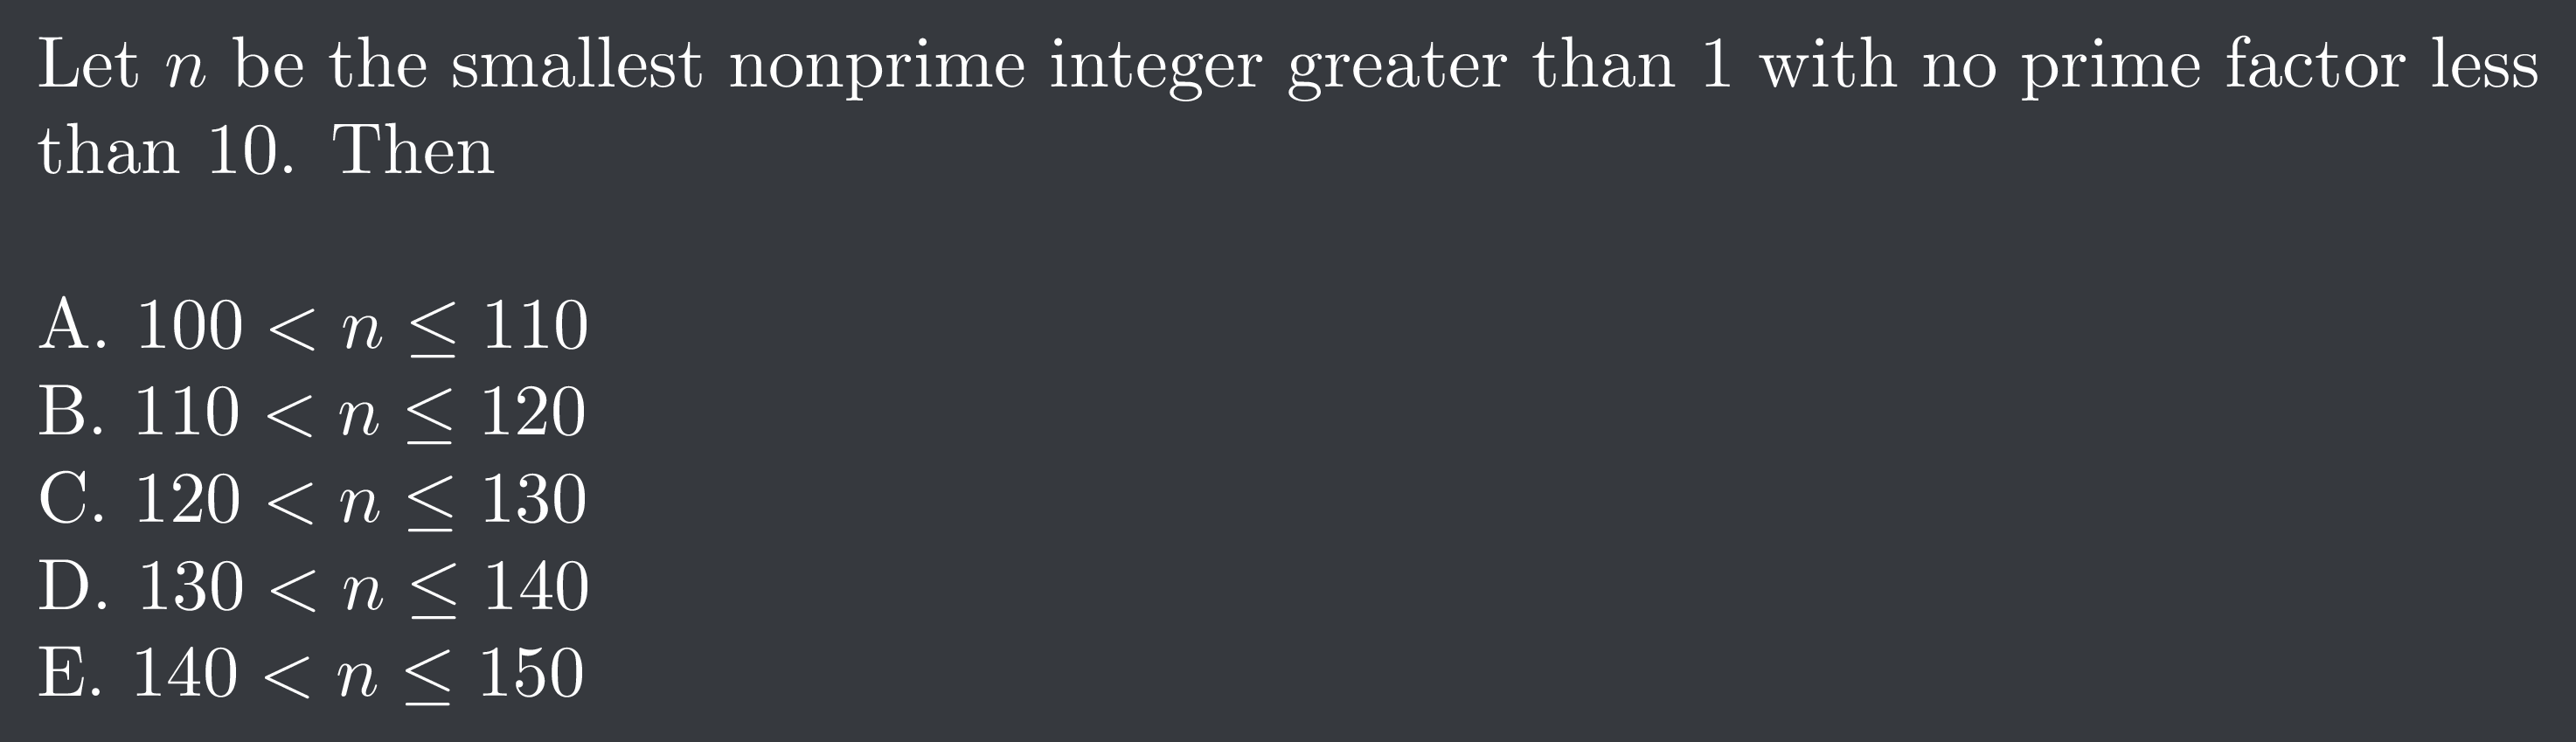 Let n be the smallest nonprime integer greater than 1 with no prime factor less
than 10. Then
A. 100 < n ≤ 110
B. 110 < n ≤ 120
C. 120 < n ≤ 130
D. 130 < n ≤ 140
E. 140 < n ≤ 150